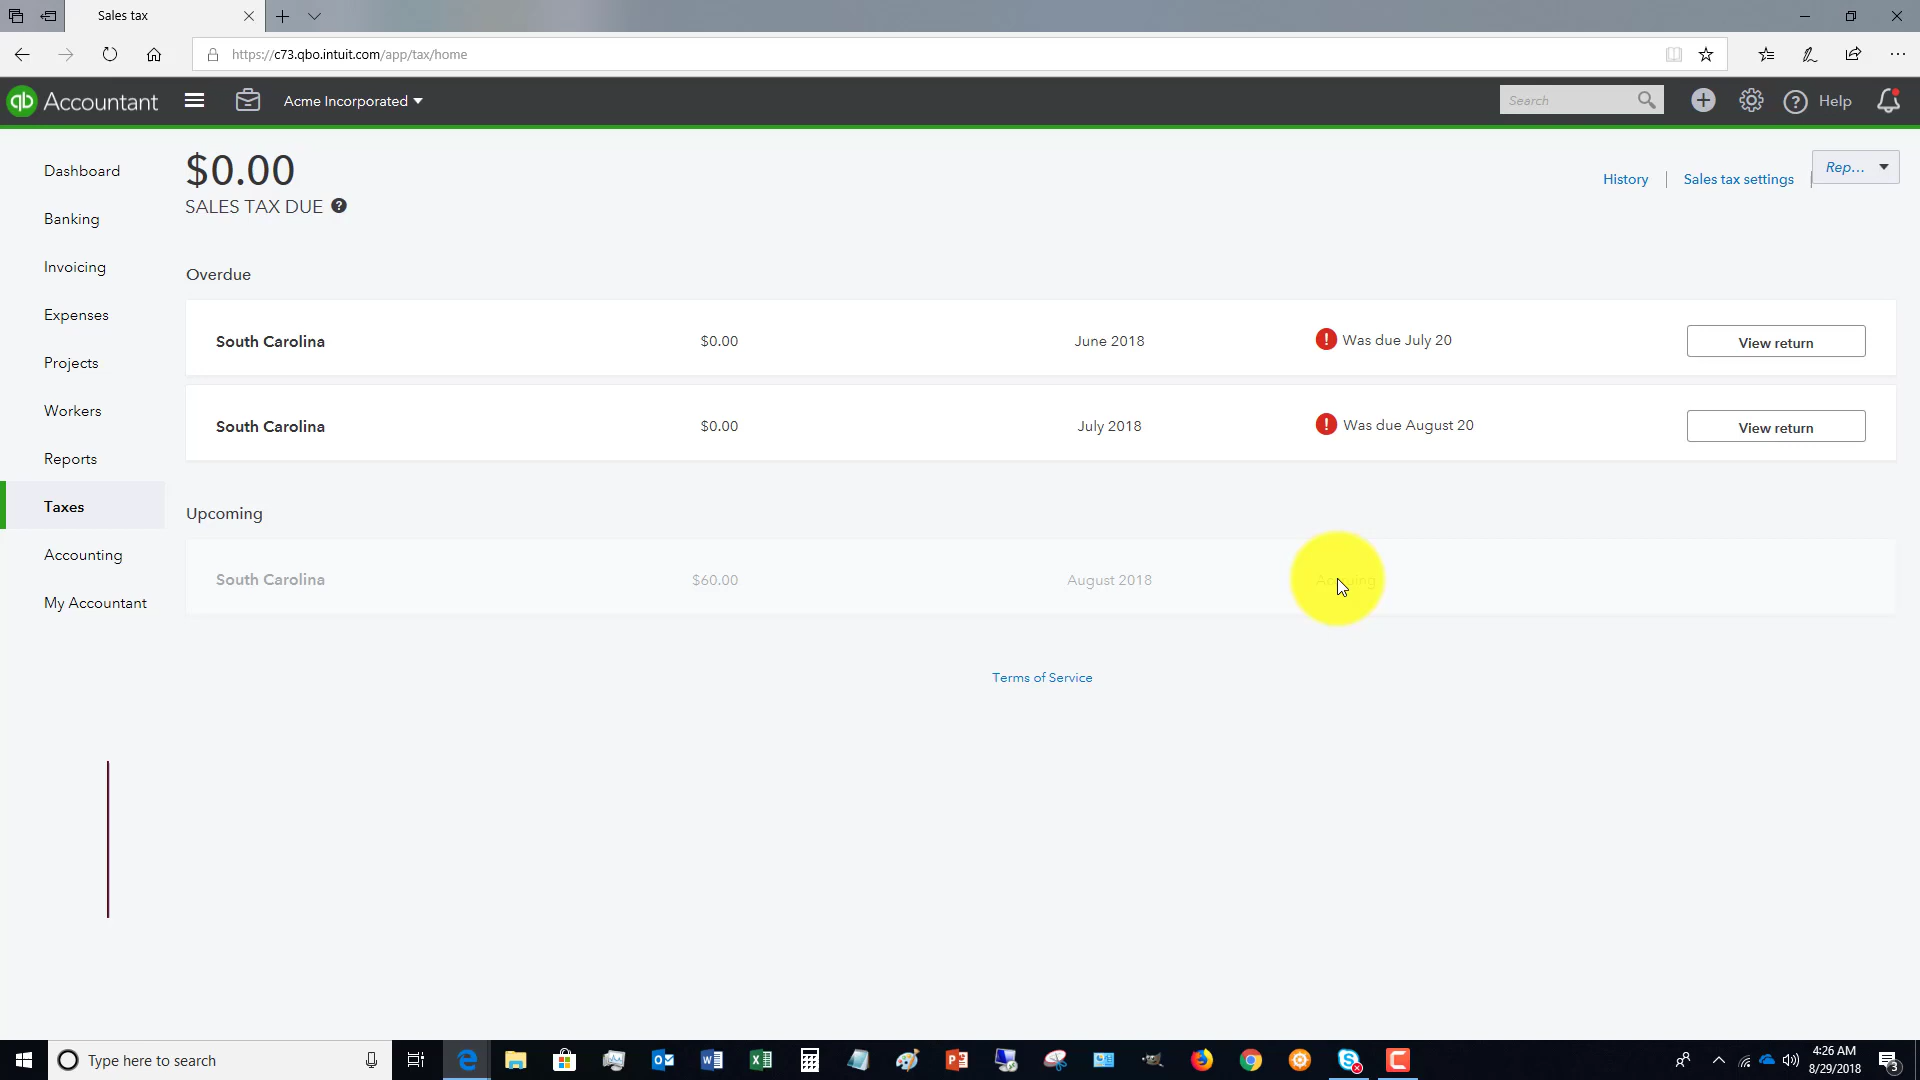 Sales tax
https://c73.qbo.intuit.com/app/tax/home
qb Accountant
Acme Incorporated
Search
Help
Dashboard
Banking
Invoicing
Expenses
Projects
Workers
Reports
Taxes
Accounting
My Accountant
$0.00
SALES TAX DUE ?
History | Sales tax settings | Rep...
Overdue
South Carolina $0.00 June 2018 ! Was due July 20 View return
South Carolina $0.00 July 2018 ! Was due August 20 View return
Upcoming
South Carolina $60.00 August 2018
Terms of Service
Type here to search
4:26 AM
8/29/2018
3